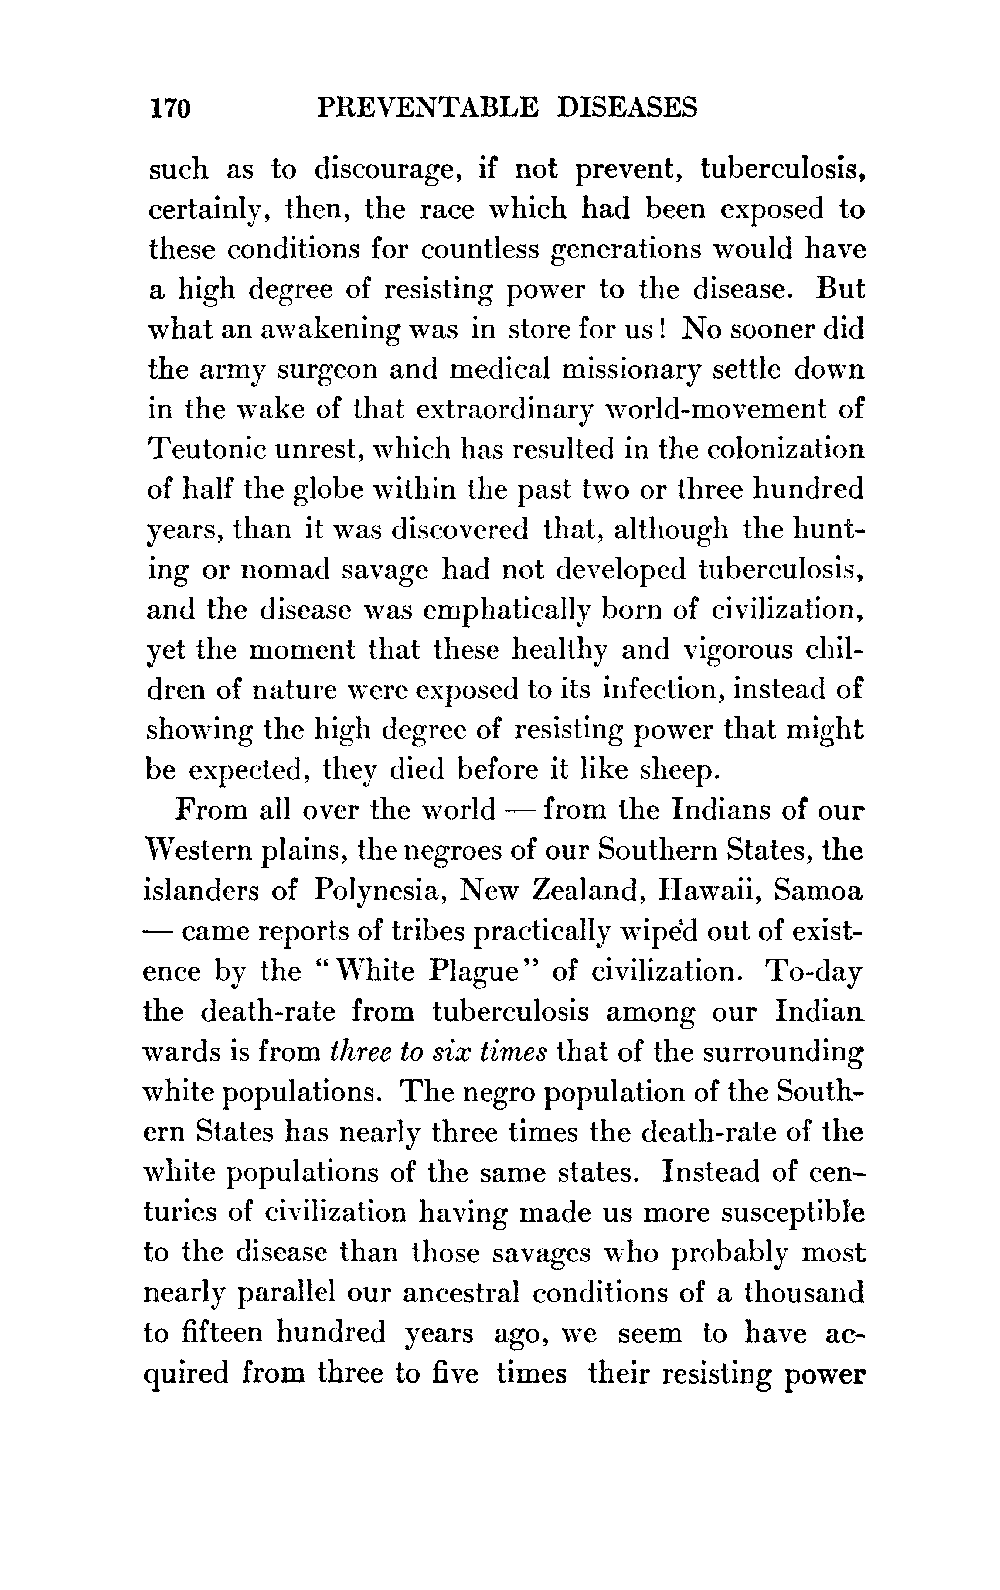 170 PREVENTABLE DISEASES
such as to discourage, if not prevent, tuberculosis,
certainly, then, the race which had been exposed to
these conditions for countless generations would have
a high degree of resisting power to the disease. But
what an awakening was in store for us! No sooner did
the army surgeon and medical missionary settle down
in the wake of that extraordinary world-movement of
Teutonic unrest, which has resulted in the colonization
of half the globe within the past two or three hundred
years, than it was discovered that, although the hunt-
ing or nomad savage had not developed tuberculosis,
and the disease was emphatically born of civilization,
yet the moment that these healthy and vigorous chil-
dren of nature were exposed to its infection, instead of
showing the high degree of resisting power that might
be expected, they died before it like sheep.
From all over the world — from the Indians of our
Western plains, the negroes of our Southern States, the
islanders of Polynesia, New Zealand, Hawaii, Samoa
— came reports of tribes practically wiped out of exist-
ence by the "White Plague" of civilization. To-day
the death-rate from tuberculosis among our Indian
wards is from three to six times that of the surrounding
white populations. The negro population of the South-
ern States has nearly three times the death-rate of the
white populations of the same states. Instead of cen-
turies of civilization having made us more susceptible
to the disease than those savages who probably most
nearly parallel our ancestral conditions of a thousand
to fifteen hundred years ago, we seem to have ac-
quired from three to five times their resisting power